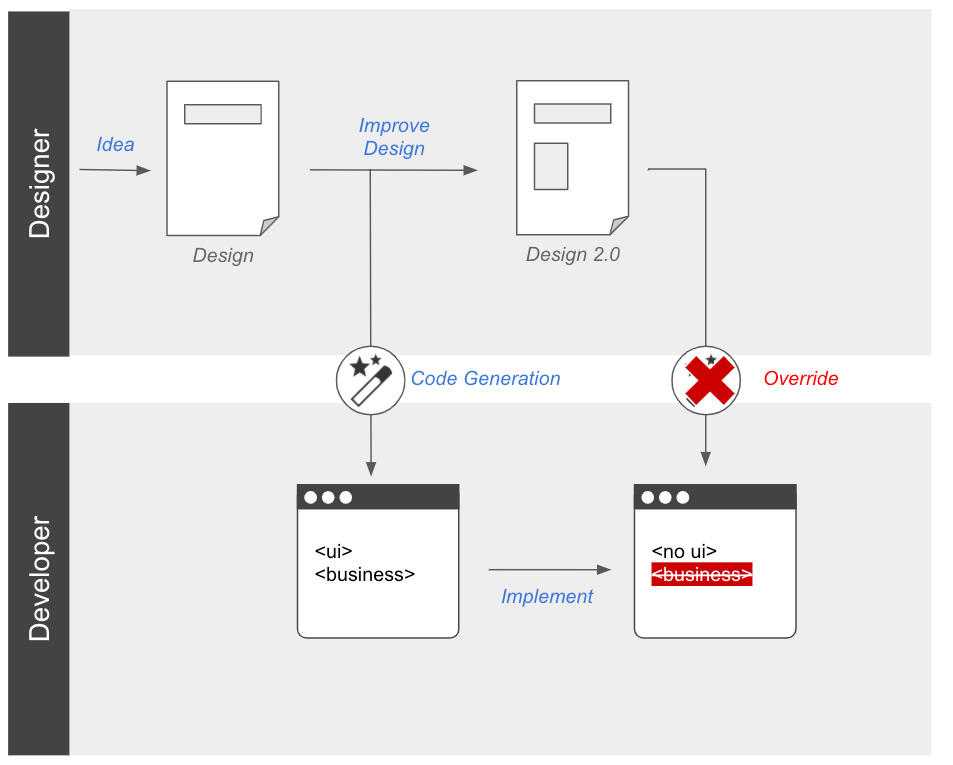 Designer
Idea
Improve
Design
Design
Design 2.0
Code Generation
Override
Developer
<ui>
<business>
Implement
<no ui>
<business>